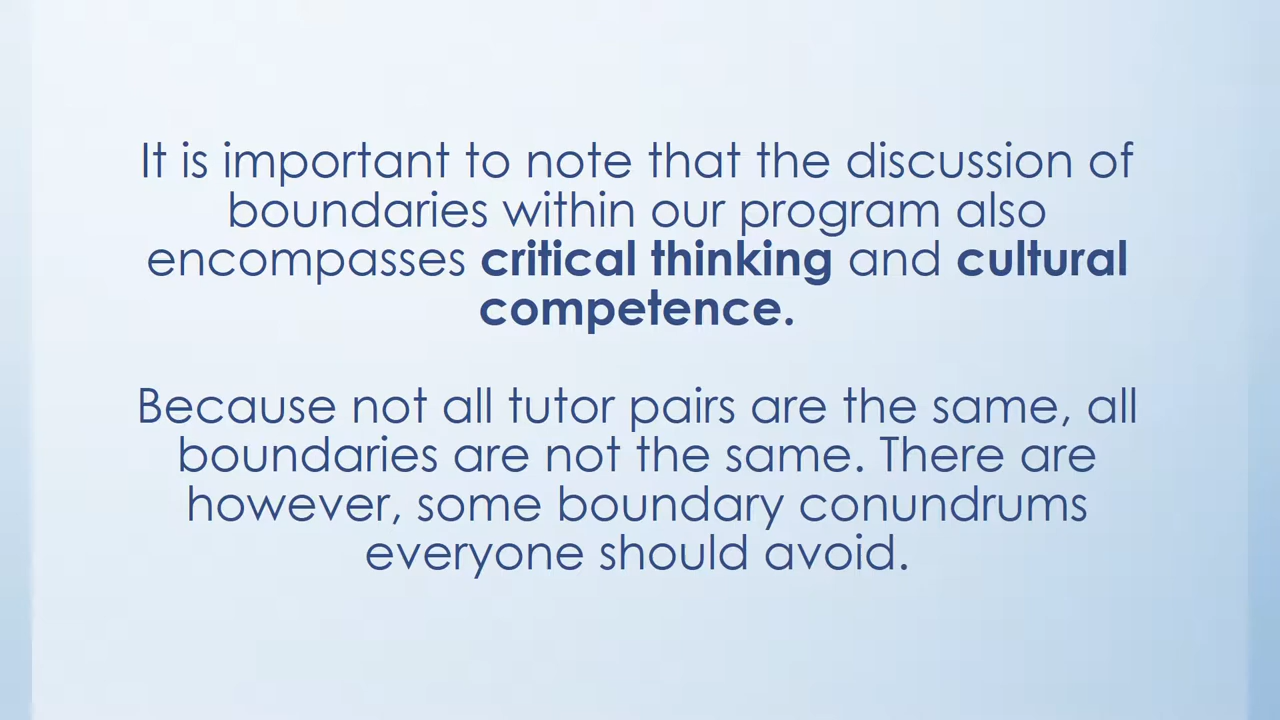 It is important to note that the discussion of
boundaries within our program also
encompasses critical thinking and cultural
competence.
Because not all tutor pairs are the same, all
boundaries are not the same. There are
however, some boundary conundrums
everyone should avoid.